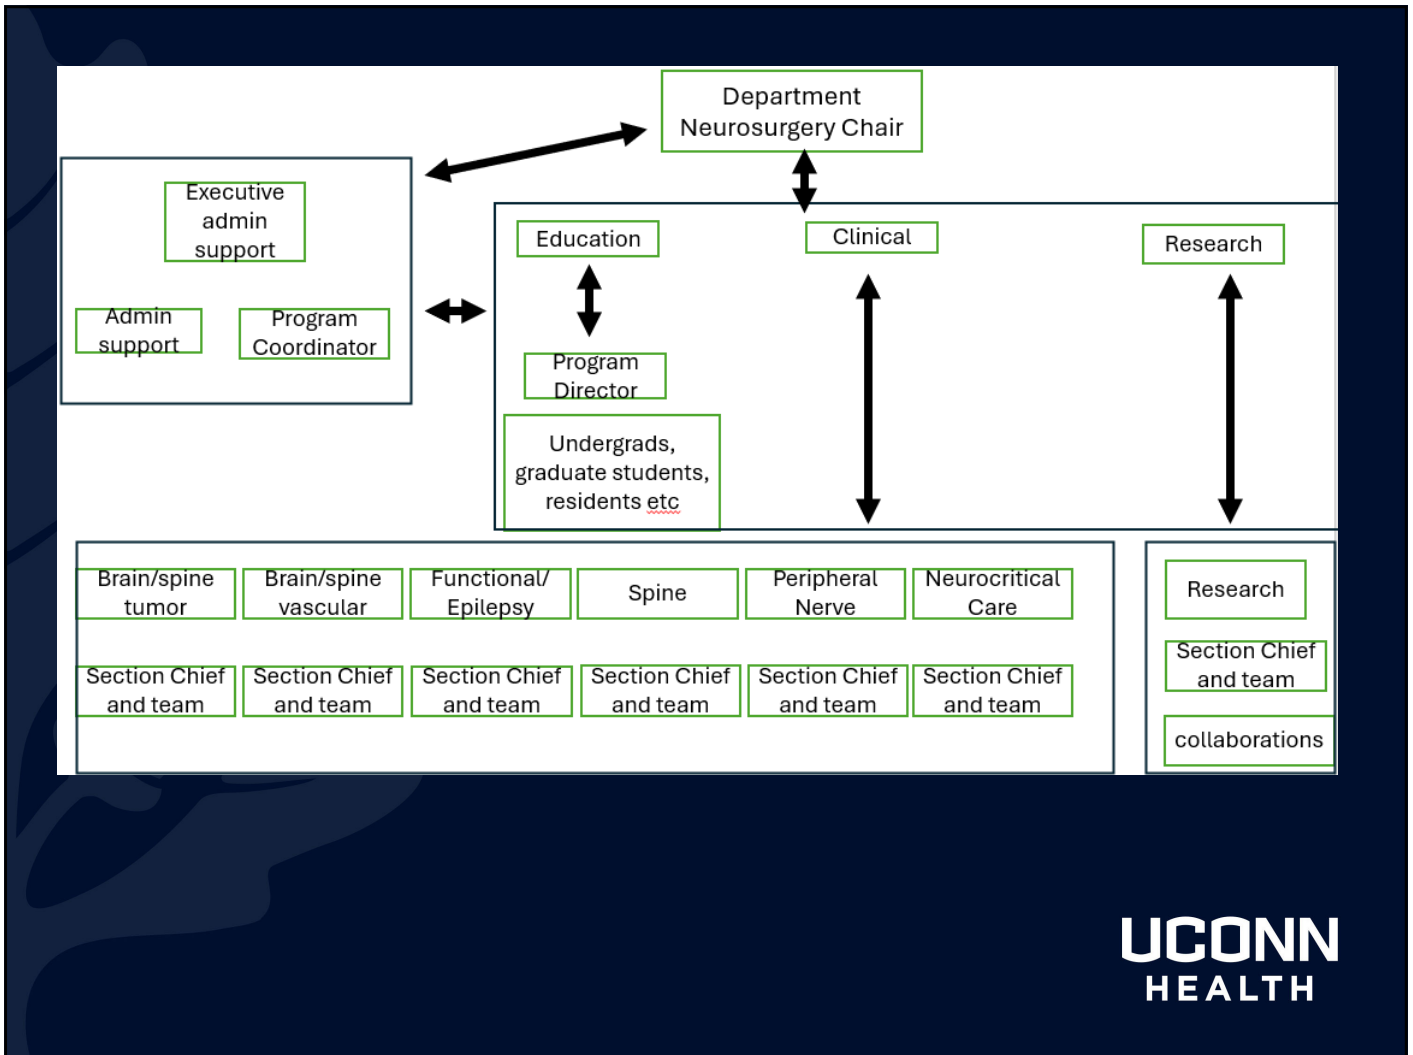 Department
Neurosurgery Chair
Executive
admin
support
Admin
support
Program
Coordinator
Education
Clinical
Research
Program
Director
Undergrads,
graduate students,
residents etc
Brain/spine
tumor
Brain/spine
vascular
Functional/
Epilepsy
Spine
Peripheral
Nerve
Neurocritical
Care
Section Chief
and team
Section Chief
and team
Section Chief
and team
Section Chief
and team
Section Chief
and team
Section Chief
and team
Research
Section Chief
and team
collaborations
UCONN
HEALTH